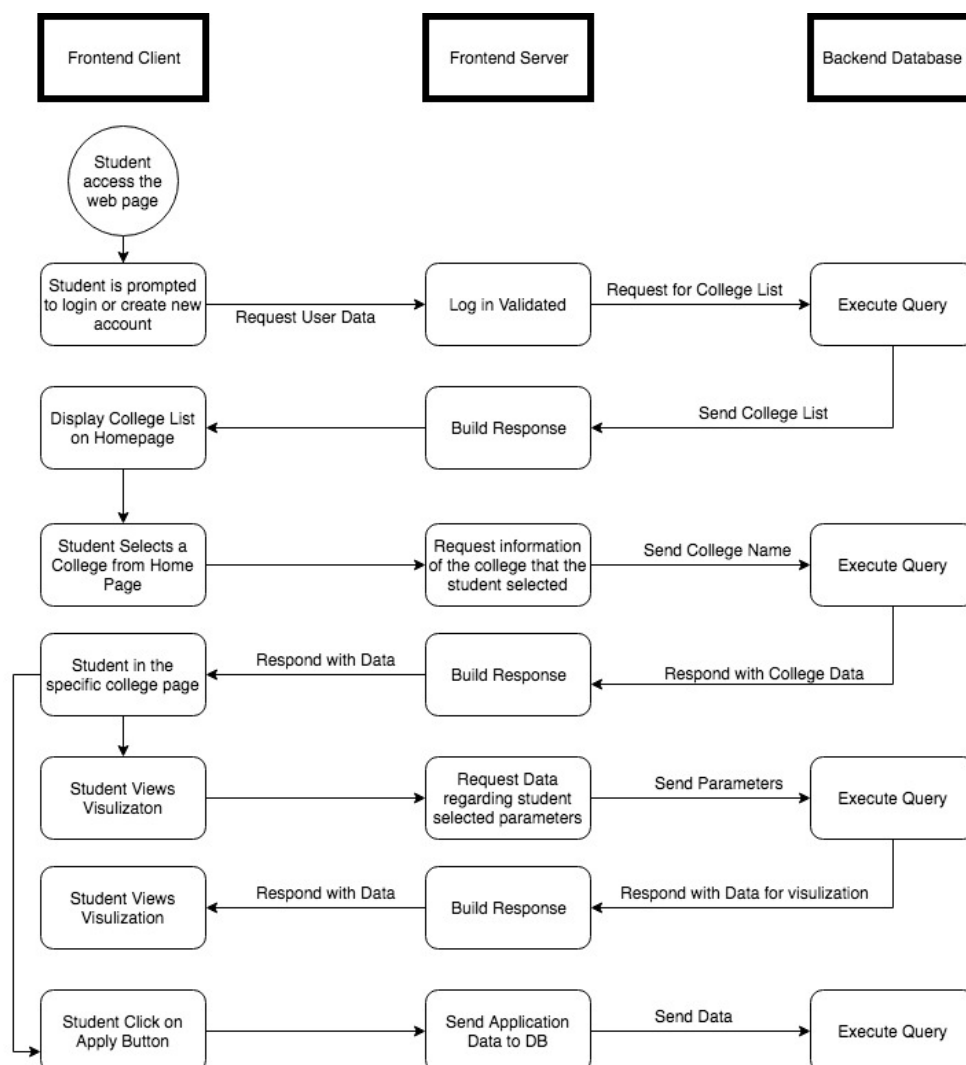 Frontend Client
Frontend Server
Backend Database
Student
access the
web page
Student is prompted
to login or create new
account
Request User Data
Log in Validated
Request for College List
Execute Query
Display College List
on Homepage
Build Response
Send College List
Student Selects a
College from Home
Page
Request information
of the college that the
student selected
Send College Name
Execute Query
Student in the
specific college page
Respond with Data
Build Response
Respond with College Data
Student Views
Visulizaton
Request Data
regarding student
selected parameters
Send Parameters
Execute Query
Student Views
Visulization
Respond with Data
Build Response
Respond with Data for visulization
Student Click on
Apply Button
Send Application
Data to DB
Send Data
Execute Query